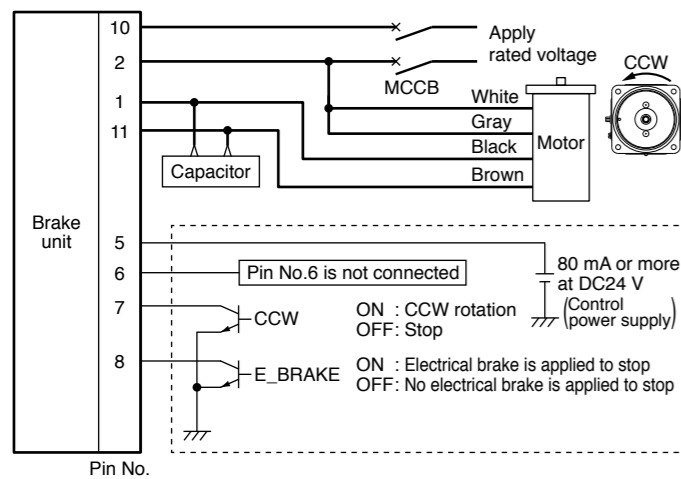 10
Apply
rated voltage
2
MCCB
CCW
1
White
Gray
11
Black
Motor
Capacitor
Brown
Brake
unit
5
80 mA or more
at DC24 V
(Control
power supply)
6
Pin No.6 is not connected
7
CCW
ON : CCW rotation
OFF: Stop
8
E_BRAKE
ON : Electrical brake is applied to stop
OFF: No electrical brake is applied to stop
Pin No.